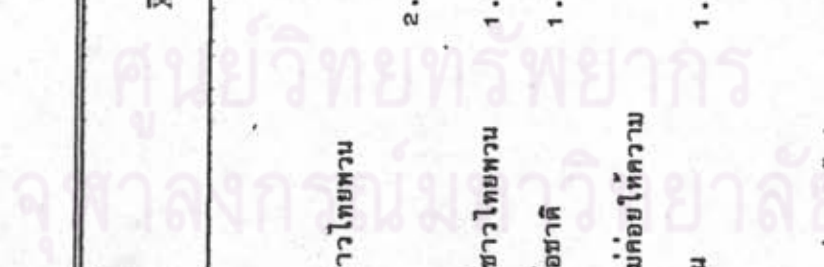 X̄
าวไทยพวน
2.
ชาวไทยพวน
1.
อชาติ
1.
ม่ค่อยให้ความ
น
1.
ศูนย์วิทยทรัพยากร
จุฬาลงกรณ์มหาวิทยาลัย